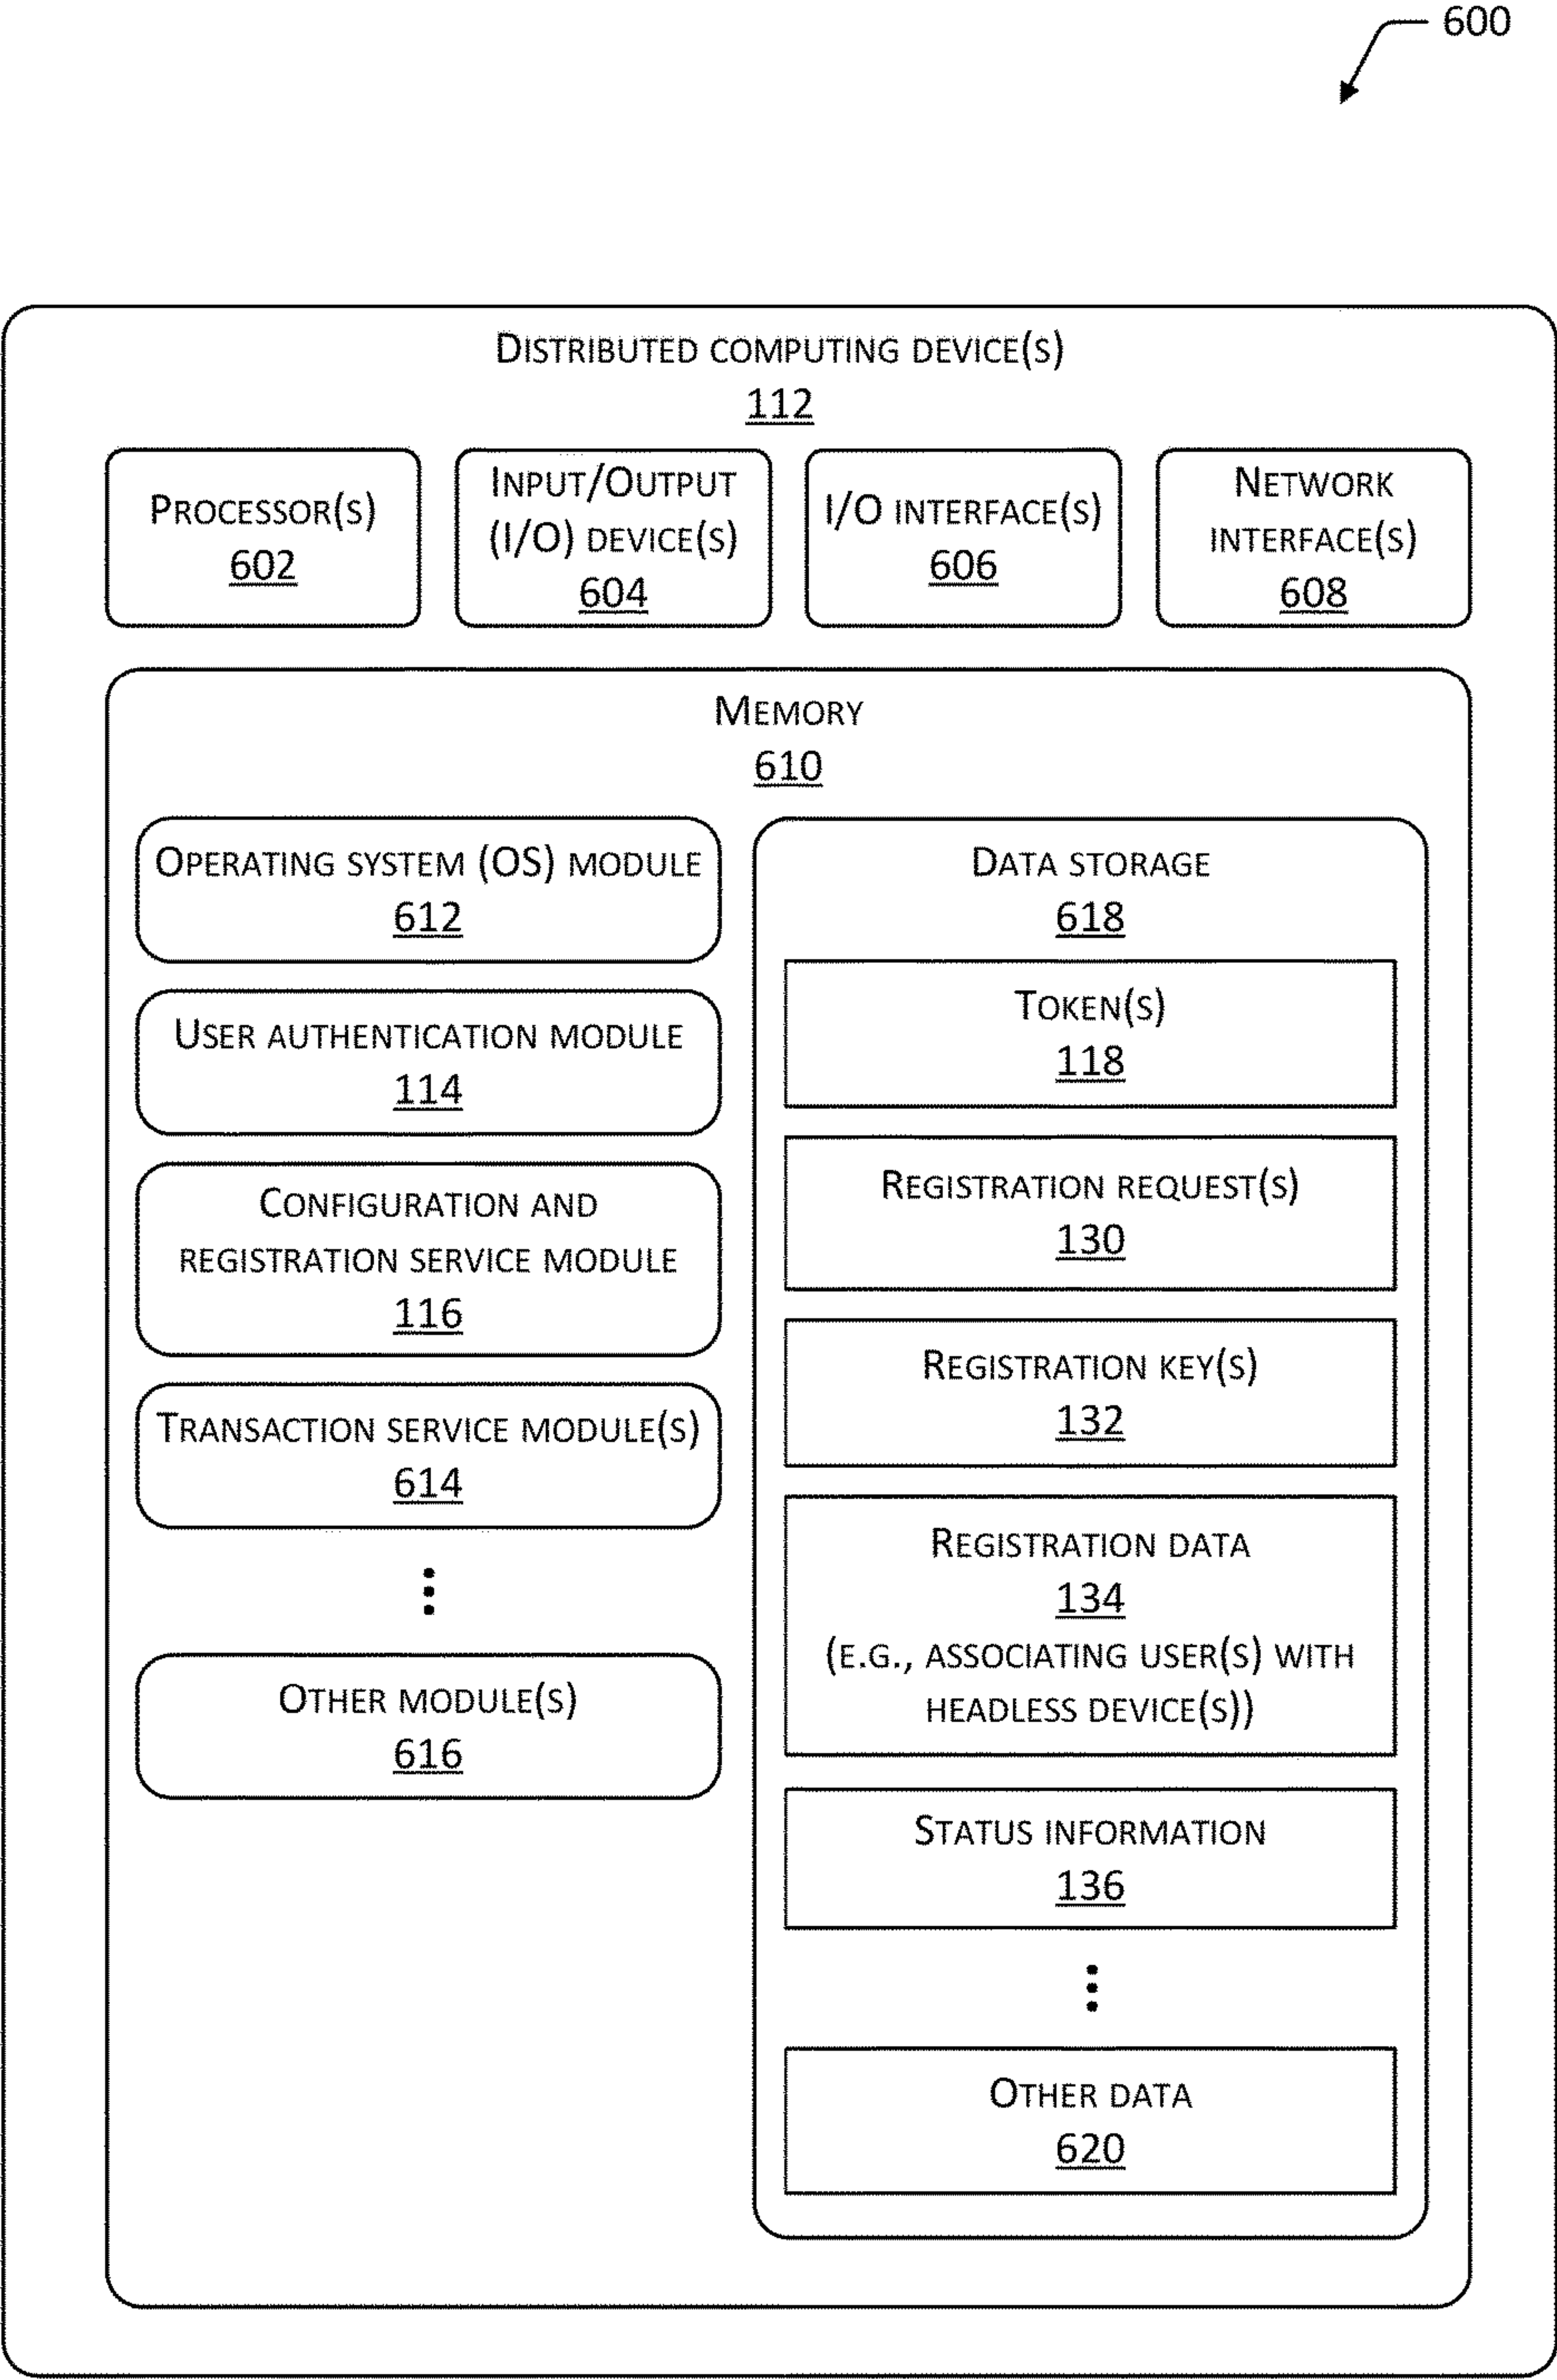 600
Distributed computing device(s)
112
Processor(s)
602
Input/Output
(I/O) device(s)
604
I/O interface(s)
606
Network
interface(s)
608
Memory
610
Operating system (OS) module
612
User authentication module
114
Configuration and
registration service module
116
Transaction service module(s)
614
Other module(s)
616
Data storage
618
Token(s)
118
Registration request(s)
130
Registration key(s)
132
Registration data
134
(e.g., associating user(s) with
headless device(s))
Status information
136
Other data
620